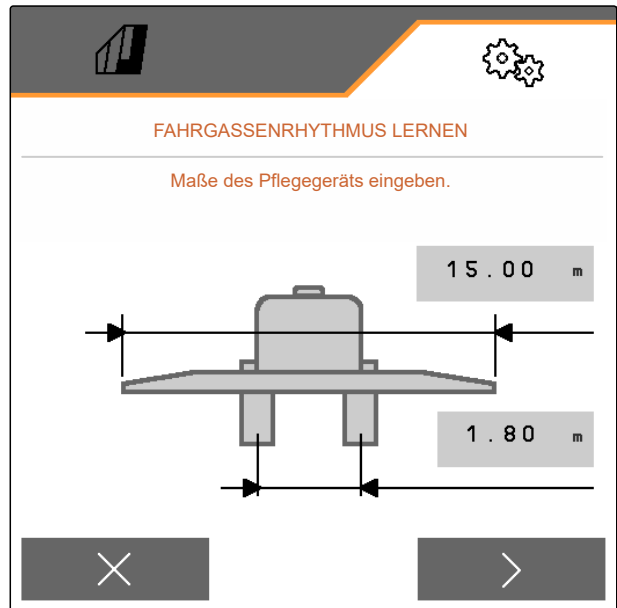 FAHRGASSENRHYTHMUS LERNEN
Maße des Pflegegeräts eingeben.
15.00 m
1.80 m